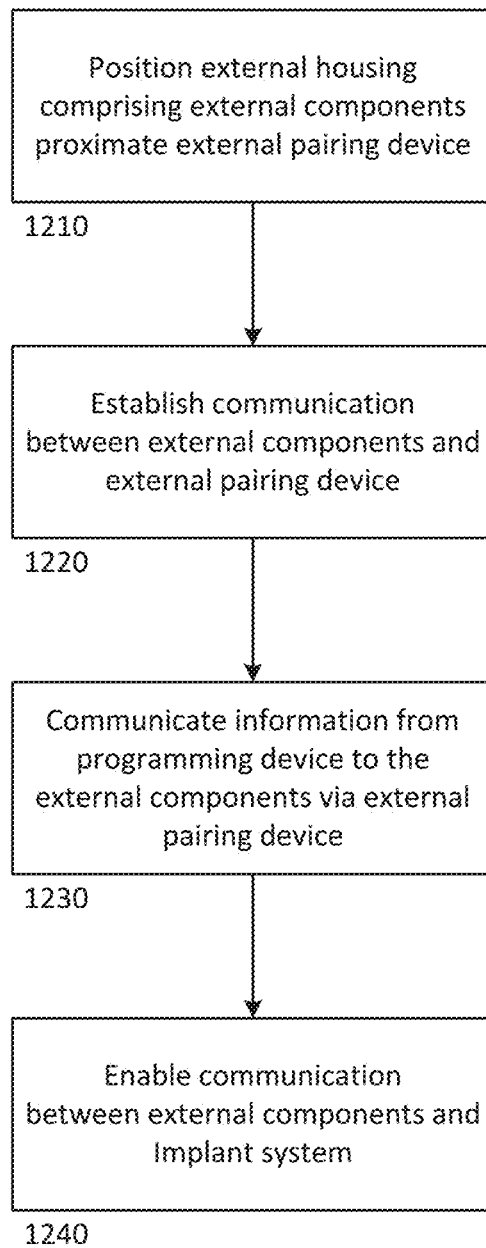 Position external housing
comprising external components
proximate external pairing device
1210
Establish communication
between external components and
external pairing device
1220
Communicate information from
programming device to the
external components via external
pairing device
1230
Enable communication
between external components and
Implant system
1240